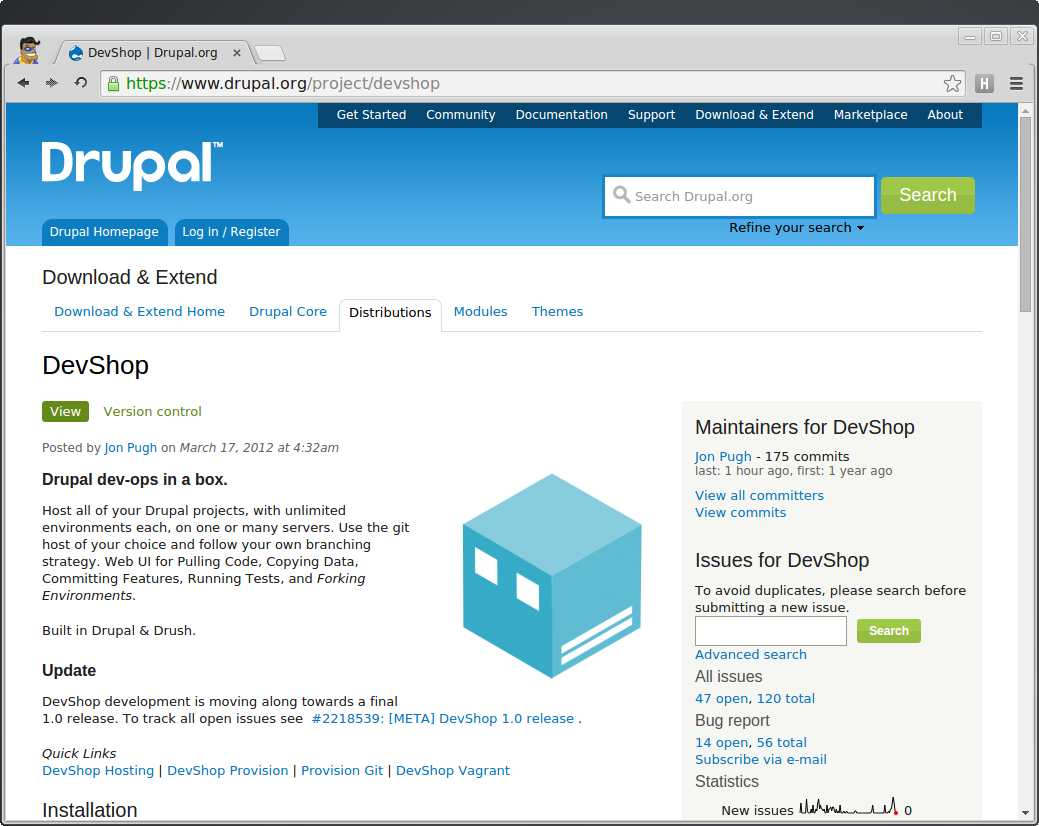 DevShop | Drupal.org
https://www.drupal.org/project/devshop
H
Get Started Community Documentation Support Download & Extend Marketplace About
Drupal™
Search Drupal.org Search
Refine your search
Drupal Homepage Log in / Register
Download & Extend
Download & Extend Home Drupal Core Distributions Modules Themes
DevShop
View Version control
Posted by Jon Pugh on March 17, 2012 at 4:32am
Drupal dev-ops in a box.
Host all of your Drupal projects, with unlimited
environments each, on one or many servers. Use the git
host of your choice and follow your own branching
strategy. Web UI for Pulling Code, Copying Data,
Committing Features, Running Tests, and Forking
Environments.
Built in Drupal & Drush.
Update
DevShop development is moving along towards a final
1.0 release. To track all open issues see #2218539: [META] DevShop 1.0 release .
Quick Links
DevShop Hosting | DevShop Provision | Provision Git | DevShop Vagrant
Installation
Maintainers for DevShop
Jon Pugh - 175 commits
last: 1 hour ago, first: 1 year ago
View all committers
View commits
Issues for DevShop
To avoid duplicates, please search before
submitting a new issue.
Search
Advanced search
All issues
47 open, 120 total
Bug report
14 open, 56 total
Subscribe via e-mail
Statistics
New issues 0